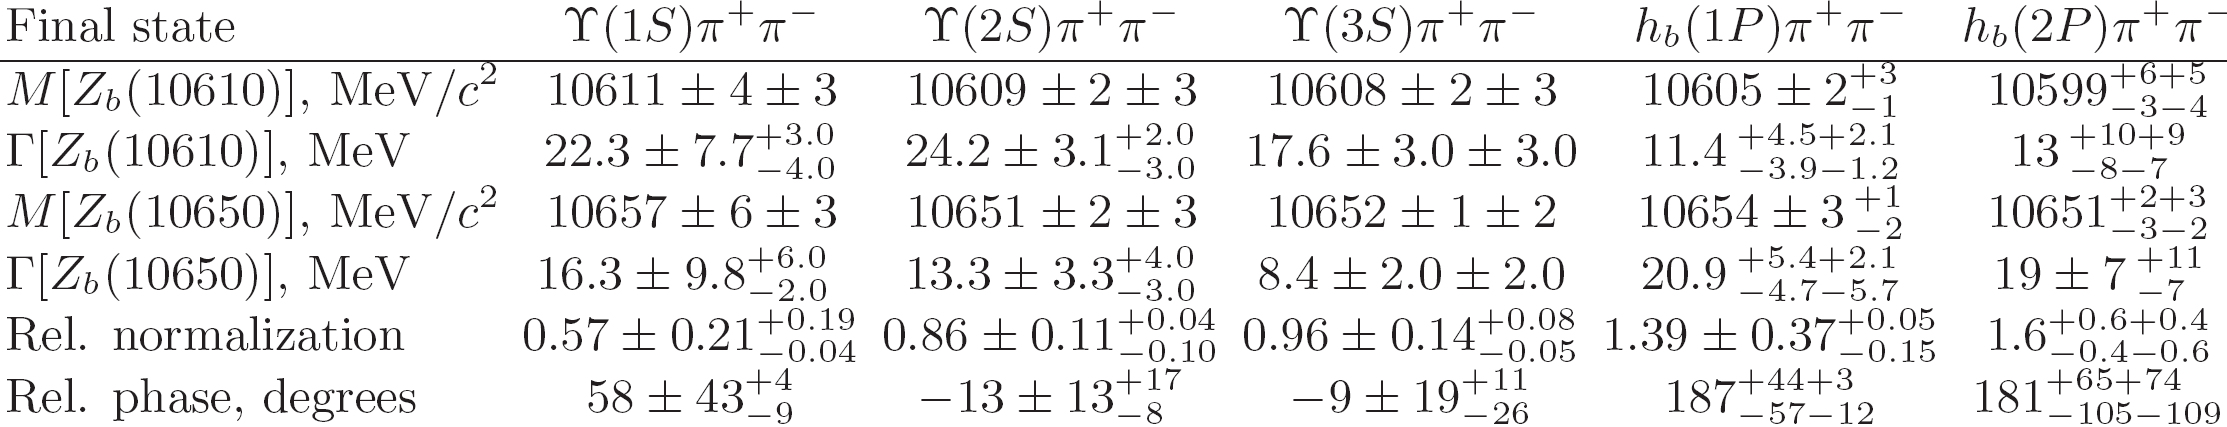 Final state Υ(1S)π⁺π⁻ Υ(2S)π⁺π⁻ Υ(3S)π⁺π⁻ h_b(1P)π⁺π⁻ h_b(2P)π⁺π⁻
M[Z_b(10610)], MeV/c² 10611 ± 4 ± 3 10609 ± 2 ± 3 10608 ± 2 ± 3 10605 ± 2^{+3}_{−1} 10599^{+6+5}_{−3−4}
Γ[Z_b(10610)], MeV 22.3 ± 7.7^{+3.0}_{−4.0} 24.2 ± 3.1^{+2.0}_{−3.0} 17.6 ± 3.0 ± 3.0 11.4^{+4.5+2.1}_{−3.9−1.2} 13^{+10+9}_{−8−7}
M[Z_b(10650)], MeV/c² 10657 ± 6 ± 3 10651 ± 2 ± 3 10652 ± 1 ± 2 10654 ± 3^{+1}_{−2} 10651^{+2+3}_{−3−2}
Γ[Z_b(10650)], MeV 16.3 ± 9.8^{+6.0}_{−2.0} 13.3 ± 3.3^{+4.0}_{−3.0} 8.4 ± 2.0 ± 2.0 20.9^{+5.4+2.1}_{−4.7−5.7} 19 ± 7^{+11}_{−7}
Rel. normalization 0.57 ± 0.21^{+0.19}_{−0.04} 0.86 ± 0.11^{+0.04}_{−0.10} 0.96 ± 0.14^{+0.08}_{−0.05} 1.39 ± 0.37^{+0.05}_{−0.15} 1.6^{+0.6+0.4}_{−0.4−0.6}
Rel. phase, degrees 58 ± 43^{+4}_{−9} −13 ± 13^{+17}_{−8} −9 ± 19^{+11}_{−26} 187^{+44+3}_{−57−12} 181^{+65+74}_{−105−109}